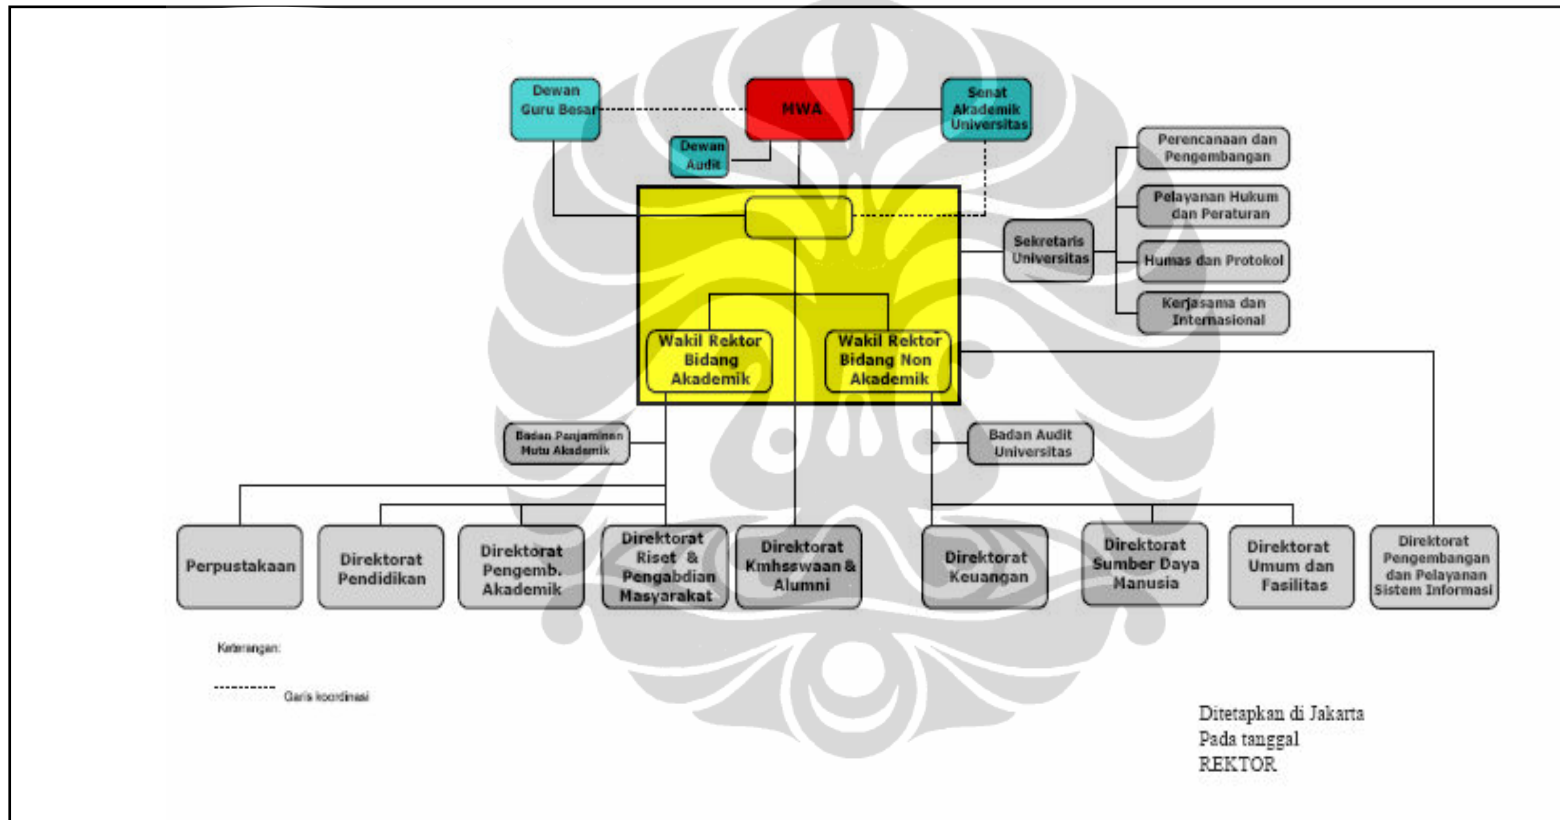 Dewan
Guru Besar
MWA
Senat
Akademik
Universitas
Dewan
Audit
Perencanaan dan
Pengembangan
Pelayanan Hukum
dan Peraturan
Sekretaris
Universitas
Humas dan Protokol
Kerjasama dan
Internasional
Wakil Rektor
Bidang
Akademik
Wakil Rektor
Bidang Non
Akademik
Badan Penjaminan
Mutu Akademik
Badan Audit
Universitas
Perpustakaan
Direktorat
Pendidikan
Direktorat
Pengemb.
Akademik
Direktorat
Riset &
Pengabdian
Masyarakat
Direktorat
Kmhsswaan &
Alumni
Direktorat
Keuangan
Direktorat
Sumber Daya
Manusia
Direktorat
Umum dan
Fasilitas
Direktorat
Pengembangan
dan Pelayanan
Sistem Informasi
Keterangan:
Garis koordinasi
Ditetapkan di Jakarta
Pada tanggal
REKTOR